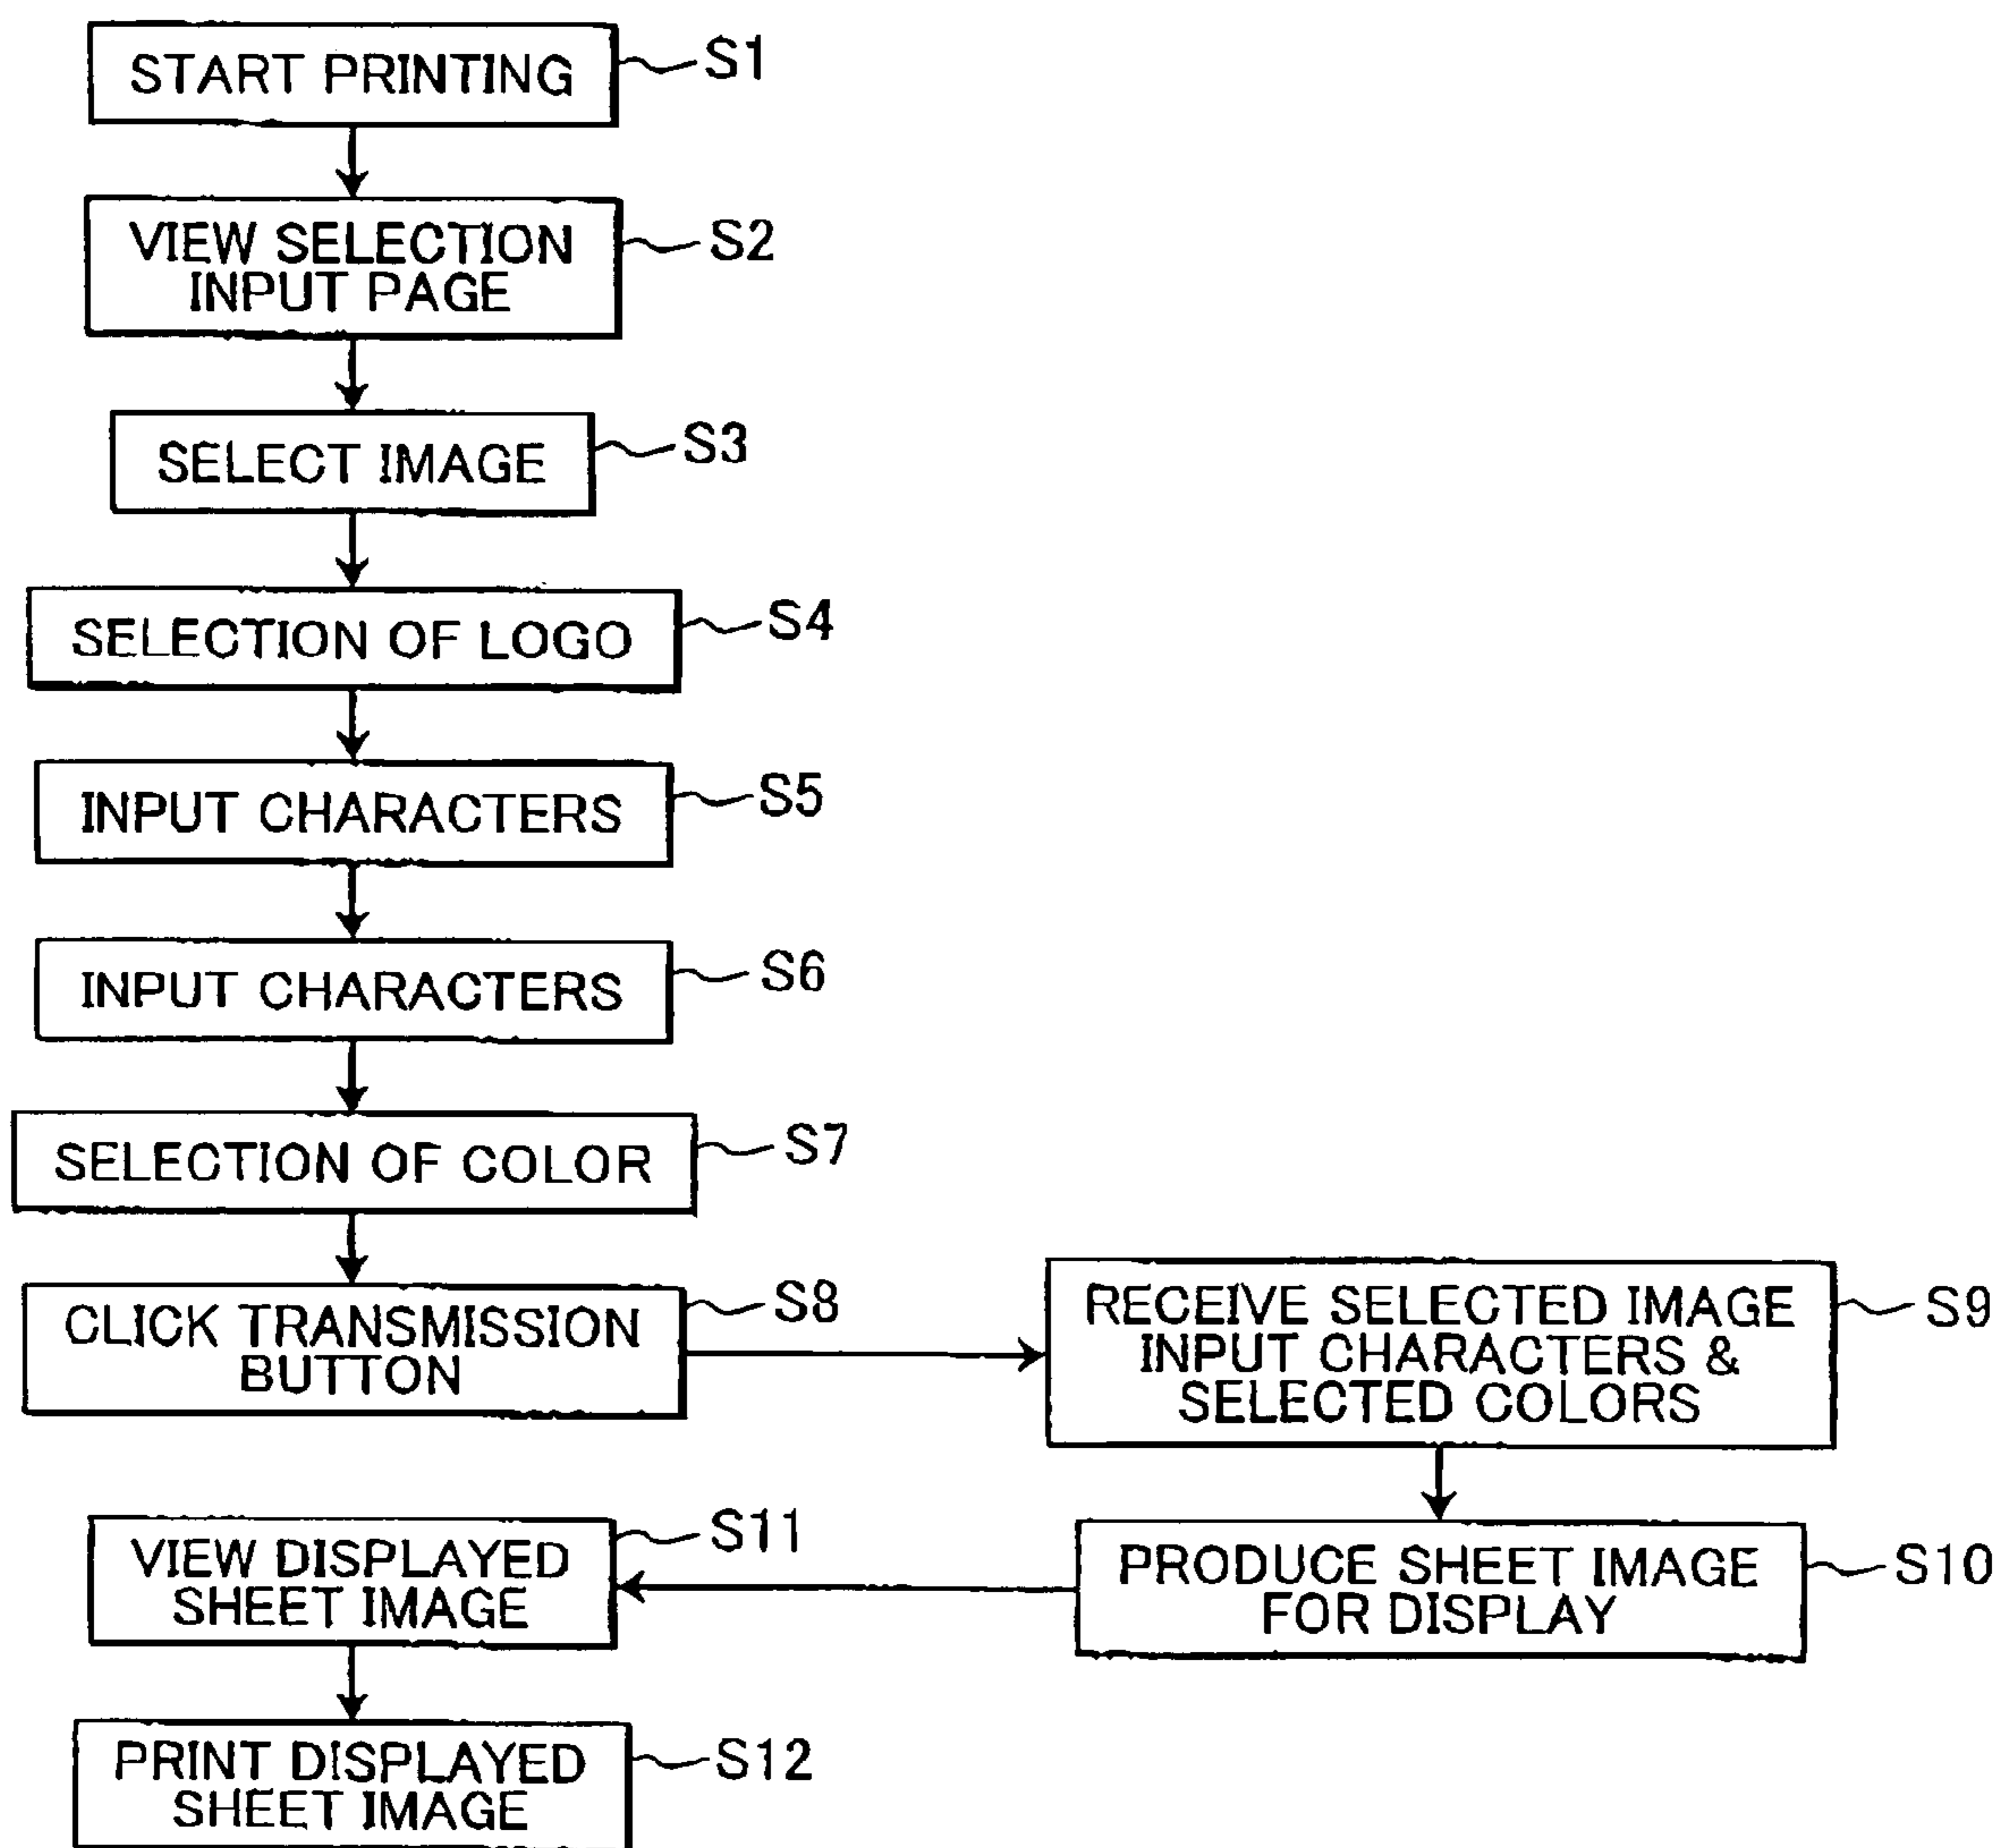 START PRINTING
S1
VIEW SELECTION
INPUT PAGE
S2
SELECT IMAGE
S3
SELECTION OF LOGO
S4
INPUT CHARACTERS
S5
INPUT CHARACTERS
S6
SELECTION OF COLOR
S7
CLICK TRANSMISSION
BUTTON
S8
RECEIVE SELECTED IMAGE
INPUT CHARACTERS &
SELECTED COLORS
S9
PRODUCE SHEET IMAGE
FOR DISPLAY
S10
VIEW DISPLAYED
SHEET IMAGE
S11
PRINT DISPLAYED
SHEET IMAGE
S12